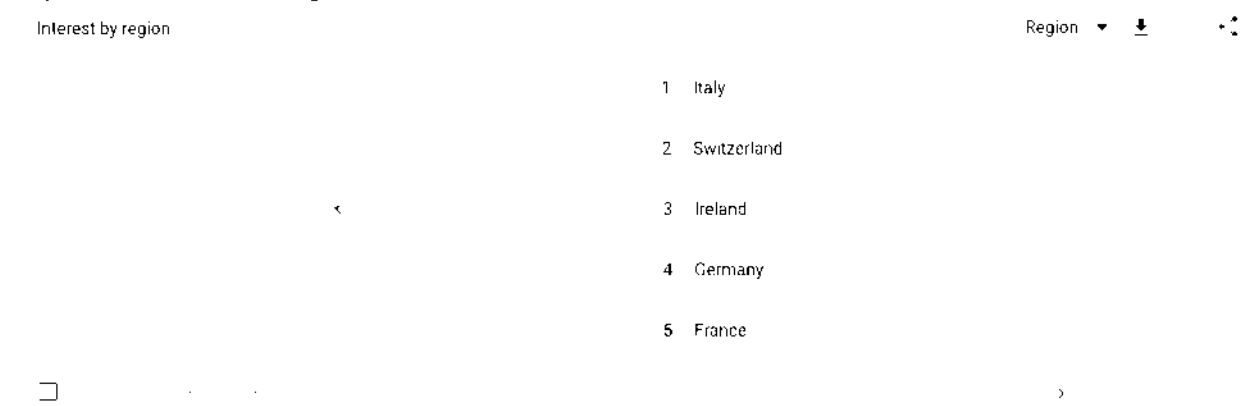 Interest by region
Region
1 Italy
2 Switzerland
3 Ireland
4 Germany
5 France